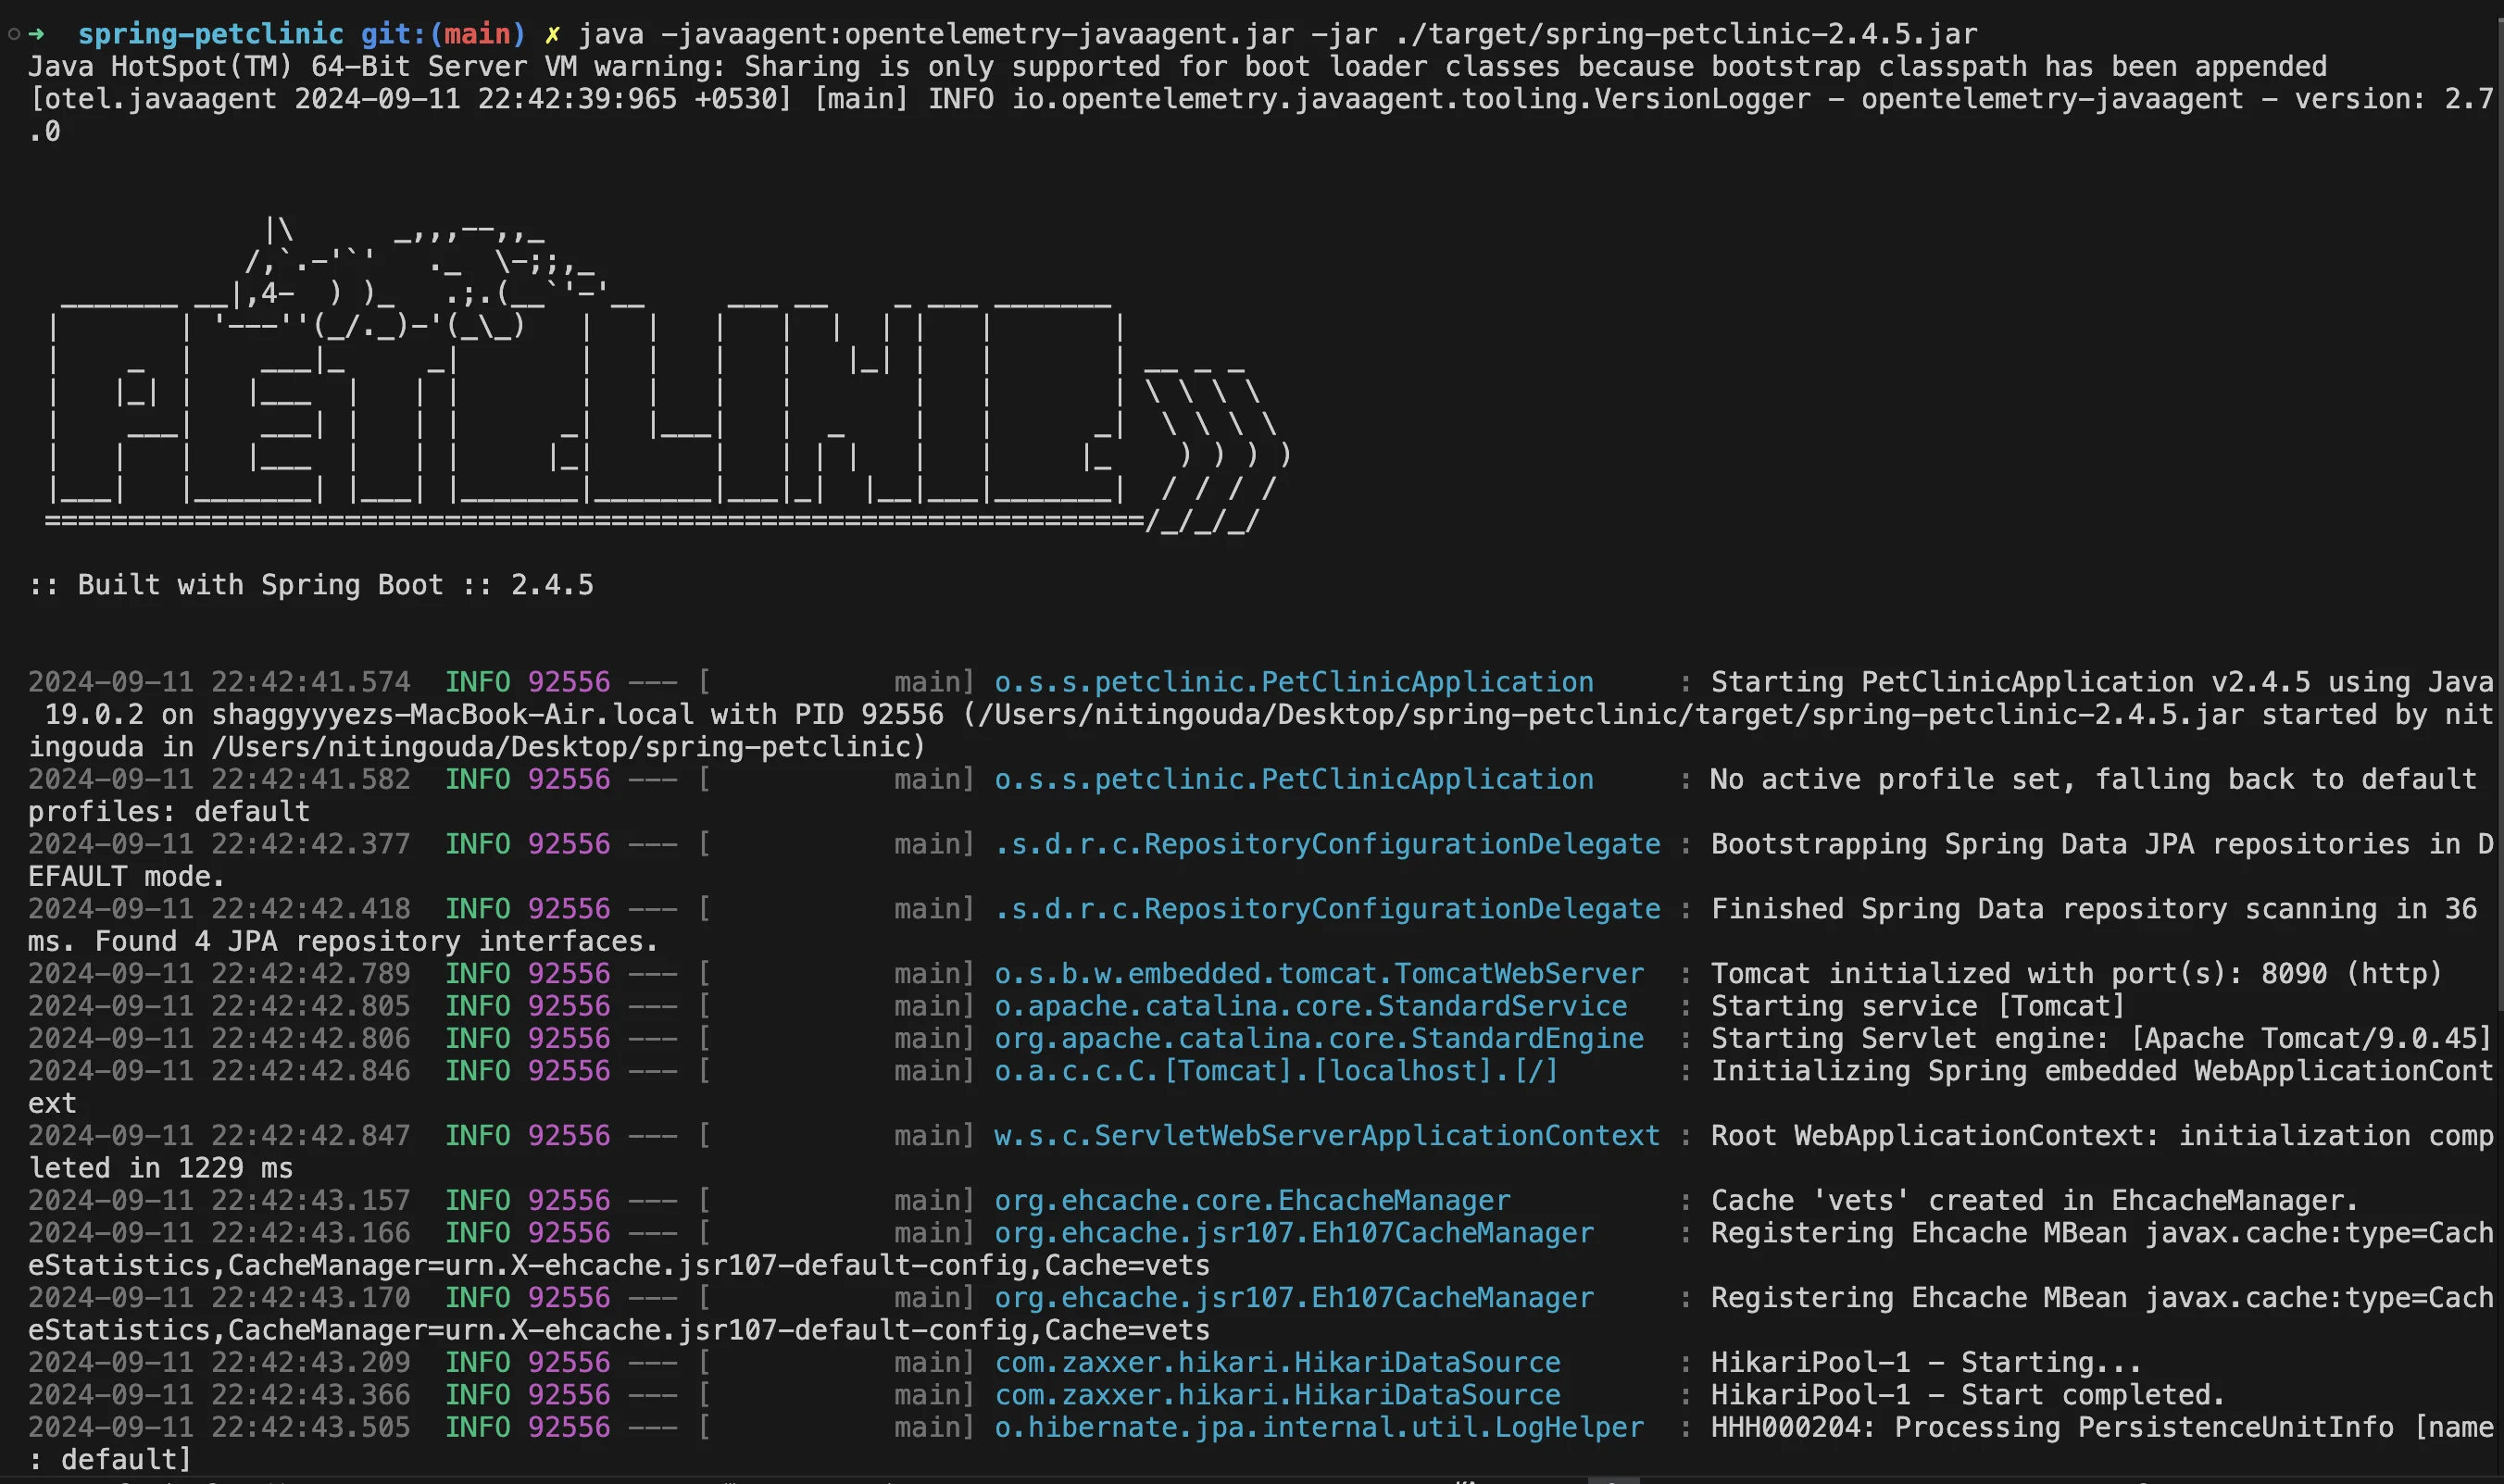 ○ ➜  spring-petclinic git:(main) ✗ java -javaagent:opentelemetry-javaagent.jar -jar ./target/spring-petclinic-2.4.5.jar
Java HotSpot(TM) 64-Bit Server VM warning: Sharing is only supported for boot loader classes because bootstrap classpath has been appended
[otel.javaagent 2024-09-11 22:42:39:965 +0530] [main] INFO io.opentelemetry.javaagent.tooling.VersionLogger - opentelemetry-javaagent - version: 2.7
.0
:: Built with Spring Boot :: 2.4.5
2024-09-11 22:42:41.574  INFO 92556 --- [           main] o.s.s.petclinic.PetClinicApplication     : Starting PetClinicApplication v2.4.5 using Java
 19.0.2 on shaggyyyezs-MacBook-Air.local with PID 92556 (/Users/nitingouda/Desktop/spring-petclinic/target/spring-petclinic-2.4.5.jar started by nit
ingouda in /Users/nitingouda/Desktop/spring-petclinic)
2024-09-11 22:42:41.582  INFO 92556 --- [           main] o.s.s.petclinic.PetClinicApplication     : No active profile set, falling back to default 
profiles: default
2024-09-11 22:42:42.377  INFO 92556 --- [           main] .s.d.r.c.RepositoryConfigurationDelegate : Bootstrapping Spring Data JPA repositories in D
EFAULT mode.
2024-09-11 22:42:42.418  INFO 92556 --- [           main] .s.d.r.c.RepositoryConfigurationDelegate : Finished Spring Data repository scanning in 36 
ms. Found 4 JPA repository interfaces.
2024-09-11 22:42:42.789  INFO 92556 --- [           main] o.s.b.w.embedded.tomcat.TomcatWebServer  : Tomcat initialized with port(s): 8090 (http)
2024-09-11 22:42:42.805  INFO 92556 --- [           main] o.apache.catalina.core.StandardService   : Starting service [Tomcat]
2024-09-11 22:42:42.806  INFO 92556 --- [           main] org.apache.catalina.core.StandardEngine  : Starting Servlet engine: [Apache Tomcat/9.0.45]
2024-09-11 22:42:42.846  INFO 92556 --- [           main] o.a.c.c.C.[Tomcat].[localhost].[/]       : Initializing Spring embedded WebApplicationCont
ext
2024-09-11 22:42:42.847  INFO 92556 --- [           main] w.s.c.ServletWebServerApplicationContext : Root WebApplicationContext: initialization comp
leted in 1229 ms
2024-09-11 22:42:43.157  INFO 92556 --- [           main] org.ehcache.core.EhcacheManager          : Cache 'vets' created in EhcacheManager.
2024-09-11 22:42:43.166  INFO 92556 --- [           main] org.ehcache.jsr107.Eh107CacheManager     : Registering Ehcache MBean javax.cache:type=Cach
eStatistics,CacheManager=urn.X-ehcache.jsr107-default-config,Cache=vets
2024-09-11 22:42:43.170  INFO 92556 --- [           main] org.ehcache.jsr107.Eh107CacheManager     : Registering Ehcache MBean javax.cache:type=Cach
eStatistics,CacheManager=urn.X-ehcache.jsr107-default-config,Cache=vets
2024-09-11 22:42:43.209  INFO 92556 --- [           main] com.zaxxer.hikari.HikariDataSource       : HikariPool-1 - Starting...
2024-09-11 22:42:43.366  INFO 92556 --- [           main] com.zaxxer.hikari.HikariDataSource       : HikariPool-1 - Start completed.
2024-09-11 22:42:43.505  INFO 92556 --- [           main] o.hibernate.jpa.internal.util.LogHelper  : HHH000204: Processing PersistenceUnitInfo [name
: default]